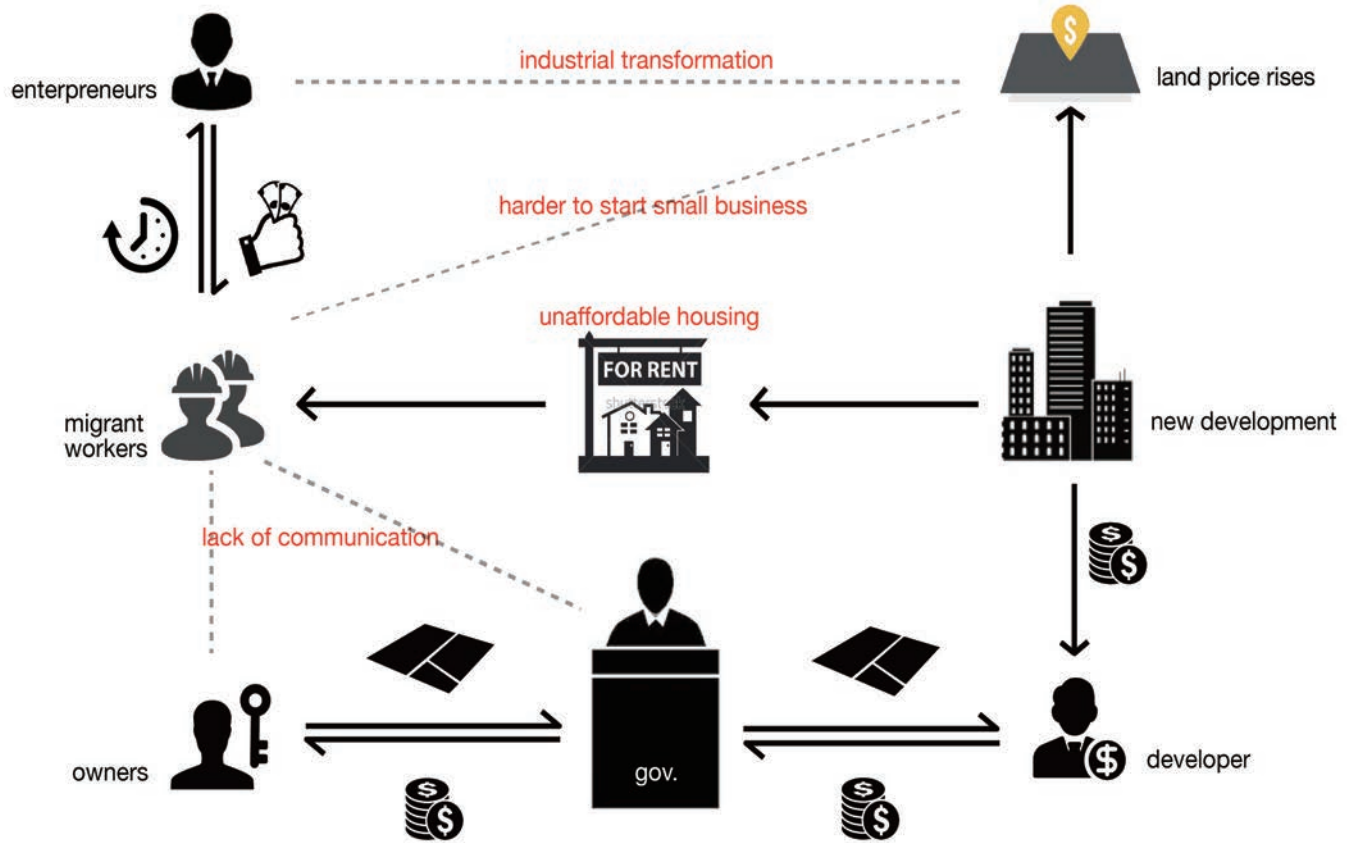 industrial transformation
enterpreneurs
land price rises
$
harder to start small business
unaffordable housing
FOR RENT
shutterstock
migrant
workers
new development
lack of communication
$
$
gov.
owners
developer
$
$
$
$
$